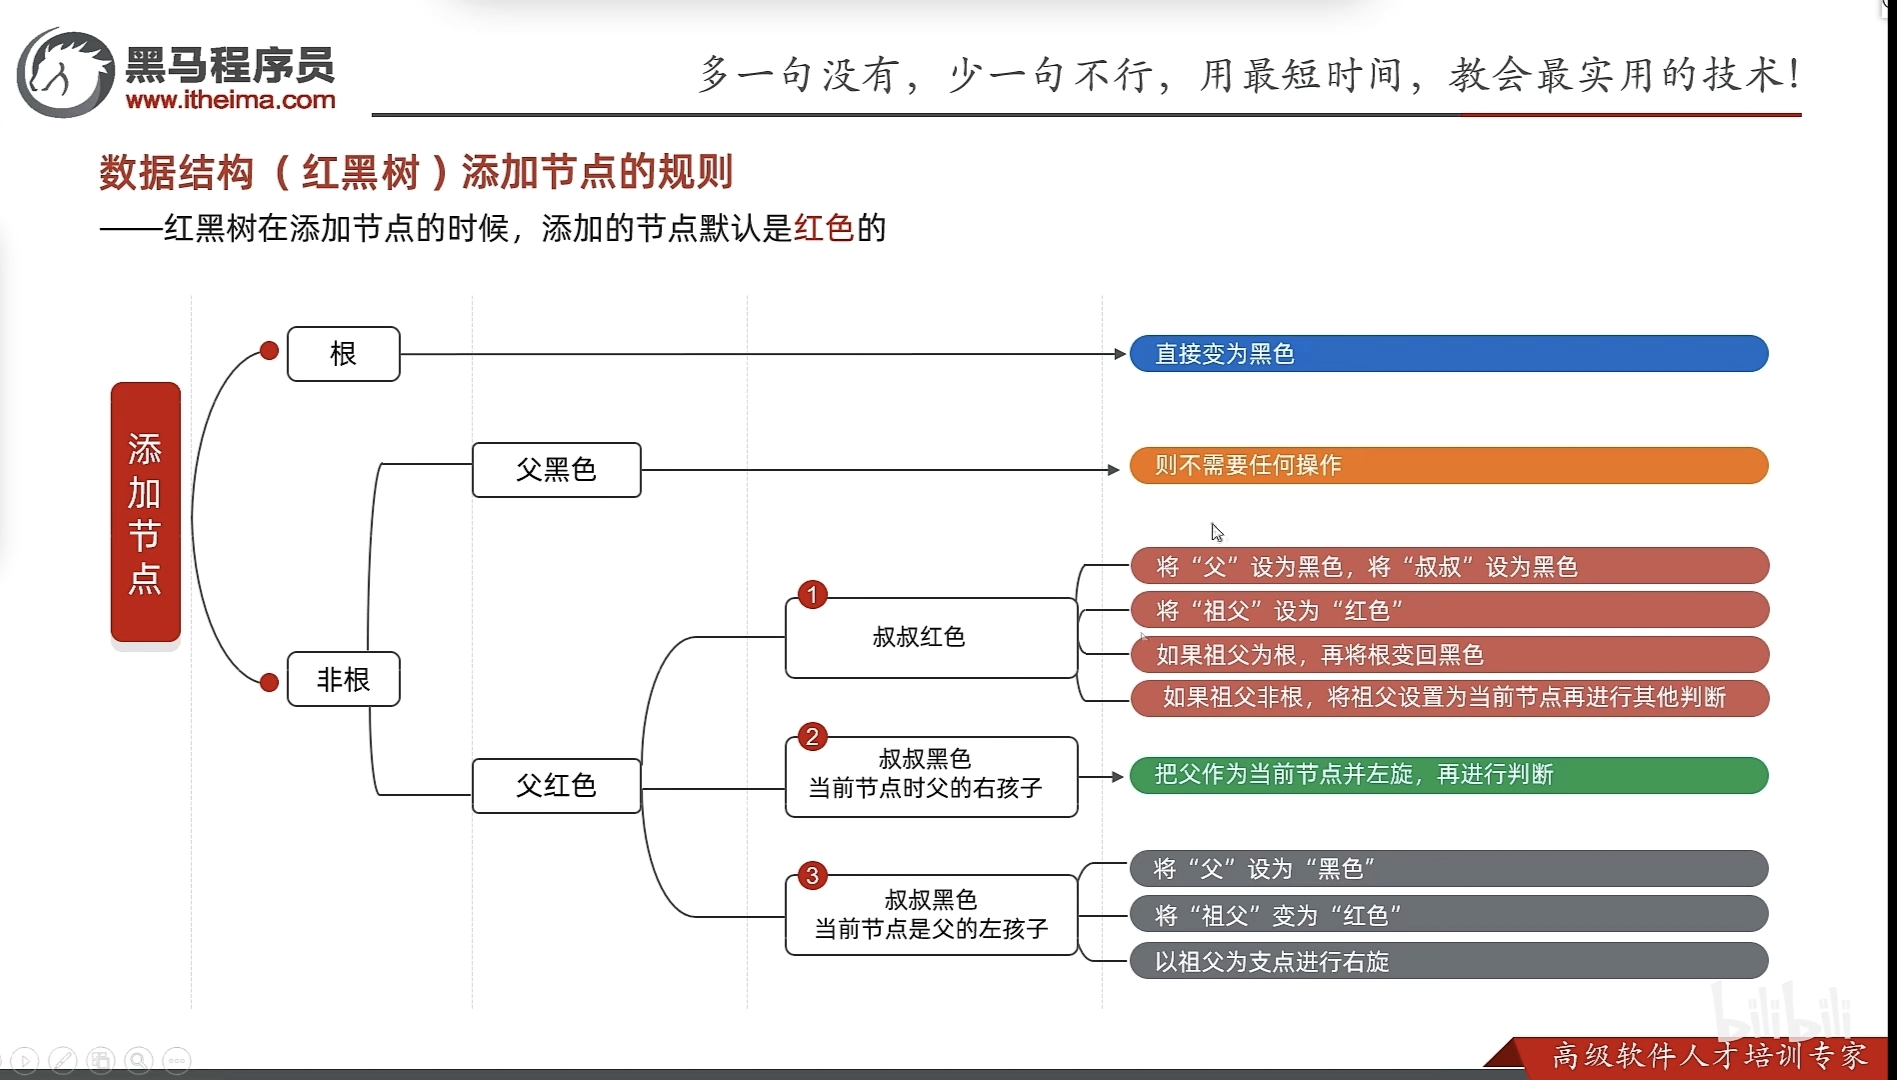 黑马程序员
www.itheima.com
多一句没有，少一句不行，用最短时间，教会最实用的技术！
数据结构（红黑树）添加节点的规则
——红黑树在添加节点的时候，添加的节点默认是红色的
添加节点
根
直接变为黑色
非根
父黑色
则不需要任何操作
父红色
1
叔叔红色
将“父”设为黑色，将“叔叔”设为黑色
将“祖父”设为“红色”
如果祖父为根，再将根变回黑色
如果祖父非根，将祖父设置为当前节点再进行其他判断
2
叔叔黑色
当前节点时父的右孩子
把父作为当前节点并左旋，再进行判断
3
叔叔黑色
当前节点是父的左孩子
将“父”设为“黑色”
将“祖父”变为“红色”
以祖父为支点进行右旋
bilibili
高级软件人才培训专家